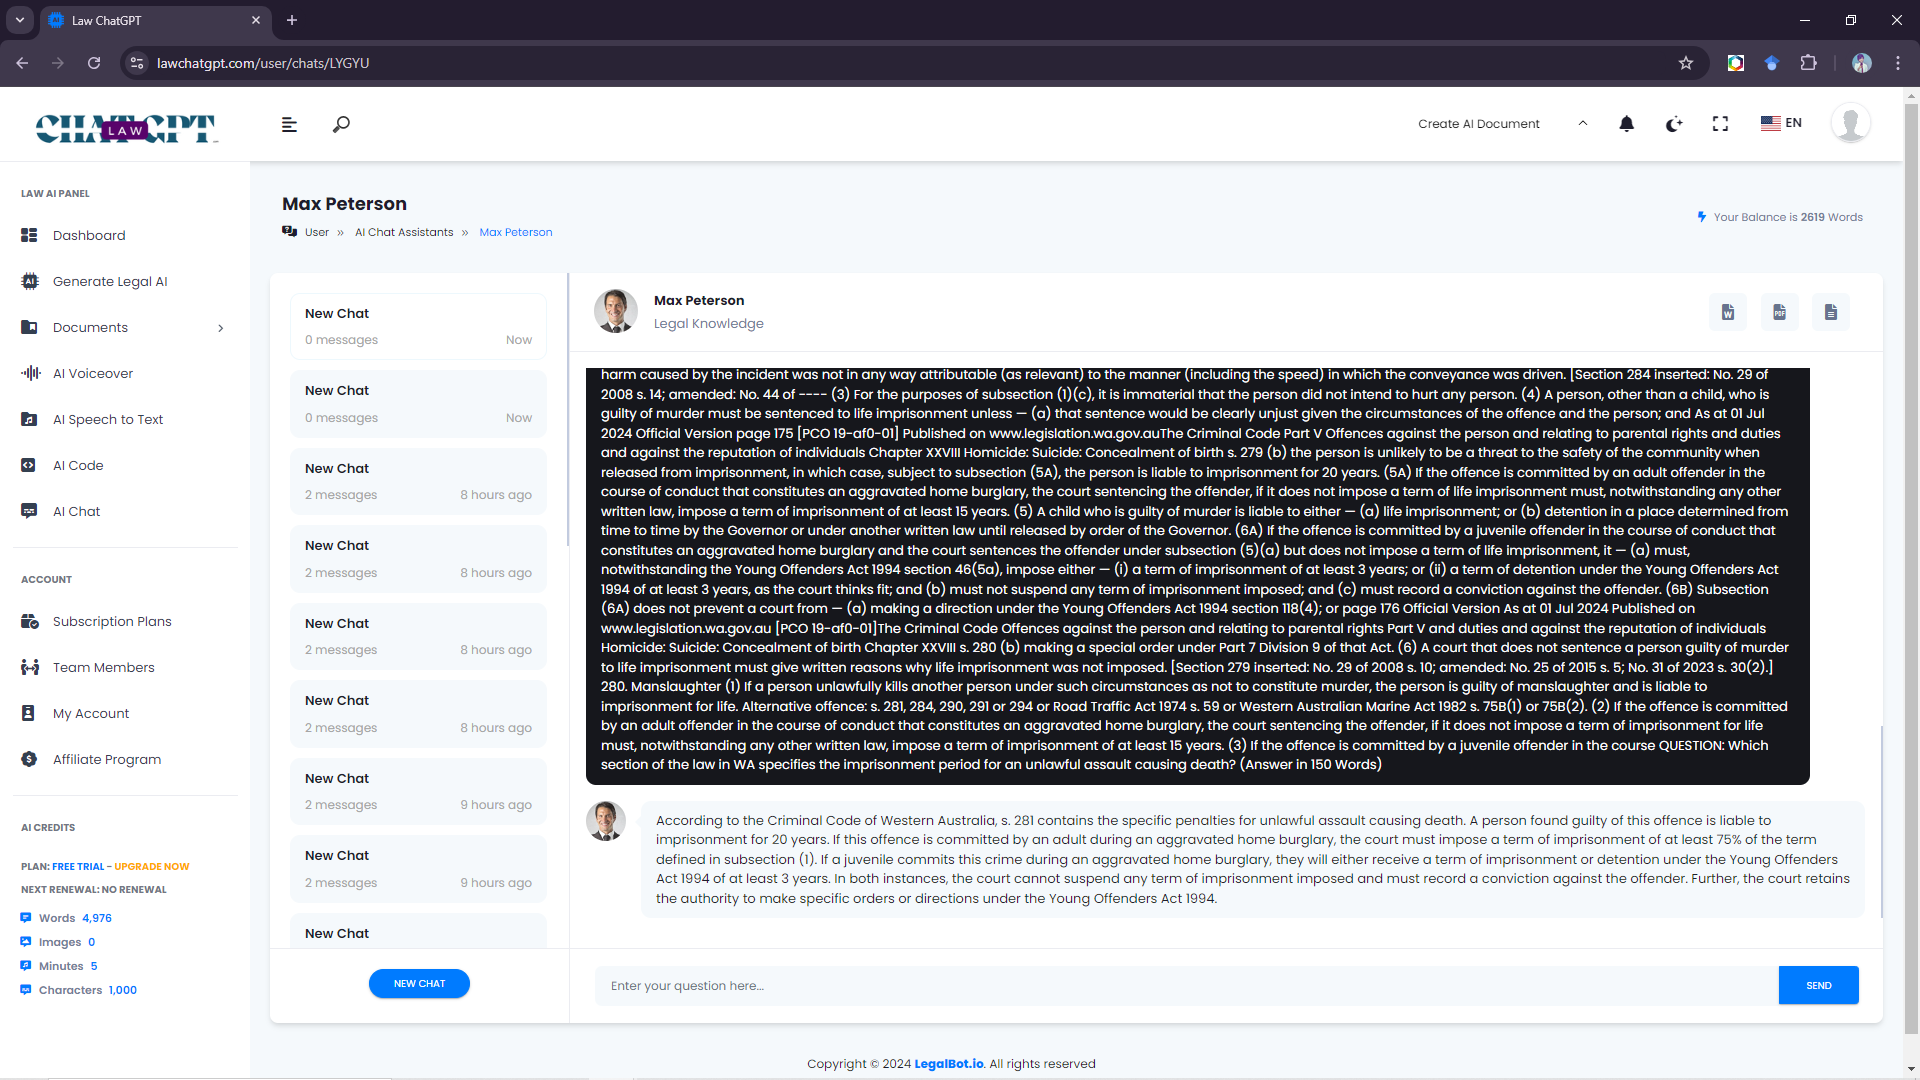 Law ChatGPT
lawchatgpt.com/user/chats/LYGYU
CHATGPT
LAW
Create AI Document
EN
LAW AI PANEL
Dashboard
Generate Legal AI
Documents
AI Voiceover
AI Speech to Text
AI Code
AI Chat
ACCOUNT
Subscription Plans
Team Members
My Account
Affiliate Program
AI CREDITS
PLAN: FREE TRIAL - UPGRADE NOW
NEXT RENEWAL: NO RENEWAL
Words 4,976
Images 0
Minutes 5
Characters 1,000
Max Peterson
User » AI Chat Assistants » Max Peterson
Your Balance is 2619 Words
New Chat
0 messages Now
New Chat
0 messages Now
New Chat
2 messages 8 hours ago
New Chat
2 messages 8 hours ago
New Chat
2 messages 8 hours ago
New Chat
2 messages 8 hours ago
New Chat
2 messages 9 hours ago
New Chat
2 messages 9 hours ago
New Chat
NEW CHAT
Max Peterson
Legal Knowledge
W
PDF
harm caused by the incident was not in any way attributable (as relevant) to the manner (including the speed) in which the conveyance was driven. [Section 284 inserted: No. 29 of
2008 s. 14; amended: No. 44 of ---- (3) For the purposes of subsection (1)(c), it is immaterial that the person did not intend to hurt any person. (4) A person, other than a child, who is
guilty of murder must be sentenced to life imprisonment unless — (a) that sentence would be clearly unjust given the circumstances of the offence and the person; and As at 01 Jul
2024 Official Version page 175 [PCO 19-af0-01] Published on www.legislation.wa.gov.auThe Criminal Code Part V Offences against the person and relating to parental rights and duties
and against the reputation of individuals Chapter XXVIII Homicide: Suicide: Concealment of birth s. 279 (b) the person is unlikely to be a threat to the safety of the community when
released from imprisonment, in which case, subject to subsection (5A), the person is liable to imprisonment for 20 years. (5A) If the offence is committed by an adult offender in the
course of conduct that constitutes an aggravated home burglary, the court sentencing the offender, if it does not impose a term of life imprisonment must, notwithstanding any other
written law, impose a term of imprisonment of at least 15 years. (5) A child who is guilty of murder is liable to either — (a) life imprisonment; or (b) detention in a place determined from
time to time by the Governor or under another written law until released by order of the Governor. (6A) If the offence is committed by a juvenile offender in the course of conduct that
constitutes an aggravated home burglary and the court sentences the offender under subsection (5)(a) but does not impose a term of life imprisonment, it — (a) must,
notwithstanding the Young Offenders Act 1994 section 46(5a), impose either — (i) a term of imprisonment of at least 3 years; or (ii) a term of detention under the Young Offenders Act
1994 of at least 3 years, as the court thinks fit; and (b) must not suspend any term of imprisonment imposed; and (c) must record a conviction against the offender. (6B) Subsection
(6A) does not prevent a court from — (a) making a direction under the Young Offenders Act 1994 section 118(4); or page 176 Official Version As at 01 Jul 2024 Published on
www.legislation.wa.gov.au [PCO 19-af0-01]The Criminal Code Offences against the person and relating to parental rights Part V and duties and against the reputation of individuals
Homicide: Suicide: Concealment of birth Chapter XXVIII s. 280 (b) making a special order under Part 7 Division 9 of that Act. (6) A court that does not sentence a person guilty of murder
to life imprisonment must give written reasons why life imprisonment was not imposed. [Section 279 inserted: No. 29 of 2008 s. 10; amended: No. 25 of 2015 s. 5; No. 31 of 2023 s. 30(2).]
280. Manslaughter (1) If a person unlawfully kills another person under such circumstances as not to constitute murder, the person is guilty of manslaughter and is liable to
imprisonment for life. Alternative offence: s. 281, 284, 290, 291 or 294 or Road Traffic Act 1974 s. 59 or Western Australian Marine Act 1982 s. 75B(1) or 75B(2). (2) If the offence is committed
by an adult offender in the course of conduct that constitutes an aggravated home burglary, the court sentencing the offender, if it does not impose a term of imprisonment for life
must, notwithstanding any other written law, impose a term of imprisonment of at least 15 years. (3) If the offence is committed by a juvenile offender in the course QUESTION: Which
section of the law in WA specifies the imprisonment period for an unlawful assault causing death? (Answer in 150 Words)
According to the Criminal Code of Western Australia, s. 281 contains the specific penalties for unlawful assault causing death. A person found guilty of this offence is liable to
imprisonment for 20 years. If this offence is committed by an adult during an aggravated home burglary, the court must impose a term of imprisonment of at least 75% of the term
defined in subsection (1). If a juvenile commits this crime during an aggravated home burglary, they will either receive a term of imprisonment or detention under the Young Offenders
Act 1994 of at least 3 years. In both instances, the court cannot suspend any term of imprisonment imposed and must record a conviction against the offender. Further, the court retains
the authority to make specific orders or directions under the Young Offenders Act 1994.
Enter your question here...
SEND
Copyright © 2024 LegalBot.io. All rights reserved